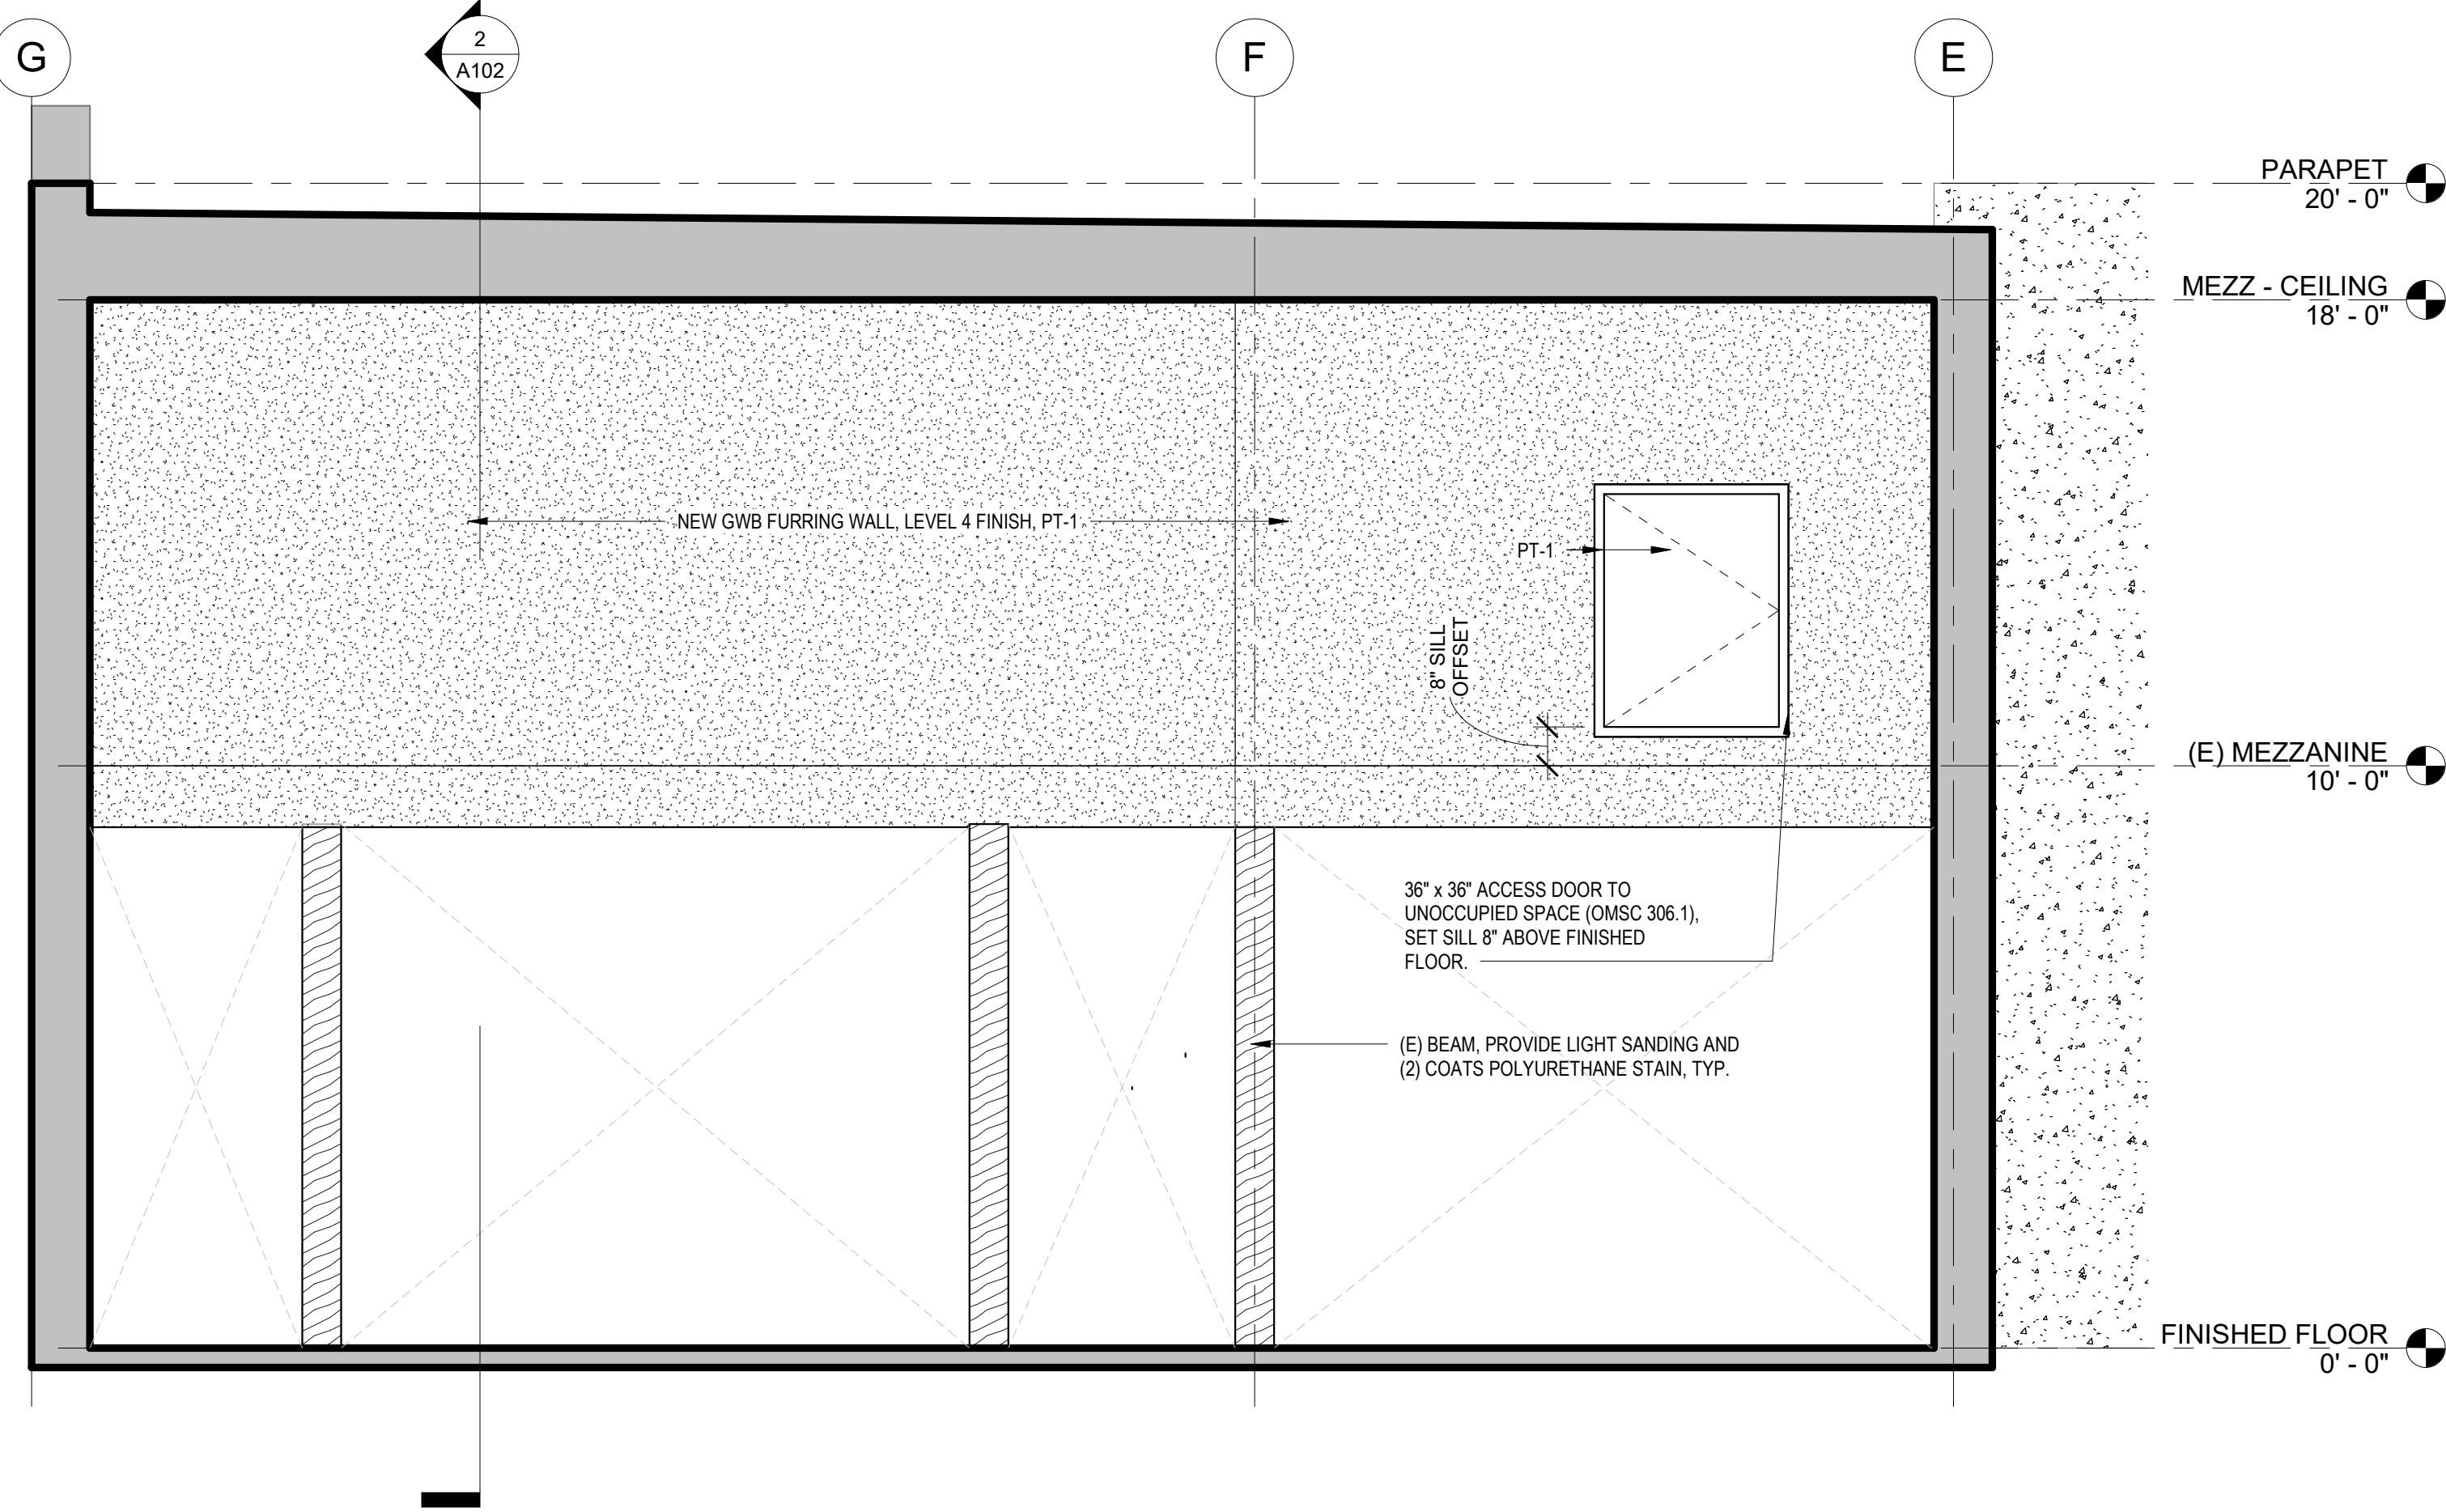 G
2
A102
F
E
PARAPET
20' - 0"
MEZZ - CEILING
18' - 0"
NEW GWB FURRING WALL, LEVEL 4 FINISH, PT-1
PT-1
8" SILL
OFFSET
(E) MEZZANINE
10' - 0"
36" x 36" ACCESS DOOR TO
UNOCCUPIED SPACE (OMSC 306.1),
SET SILL 8" ABOVE FINISHED
FLOOR.
(E) BEAM, PROVIDE LIGHT SANDING AND
(2) COATS POLYURETHANE STAIN, TYP.
FINISHED FLOOR
0' - 0"